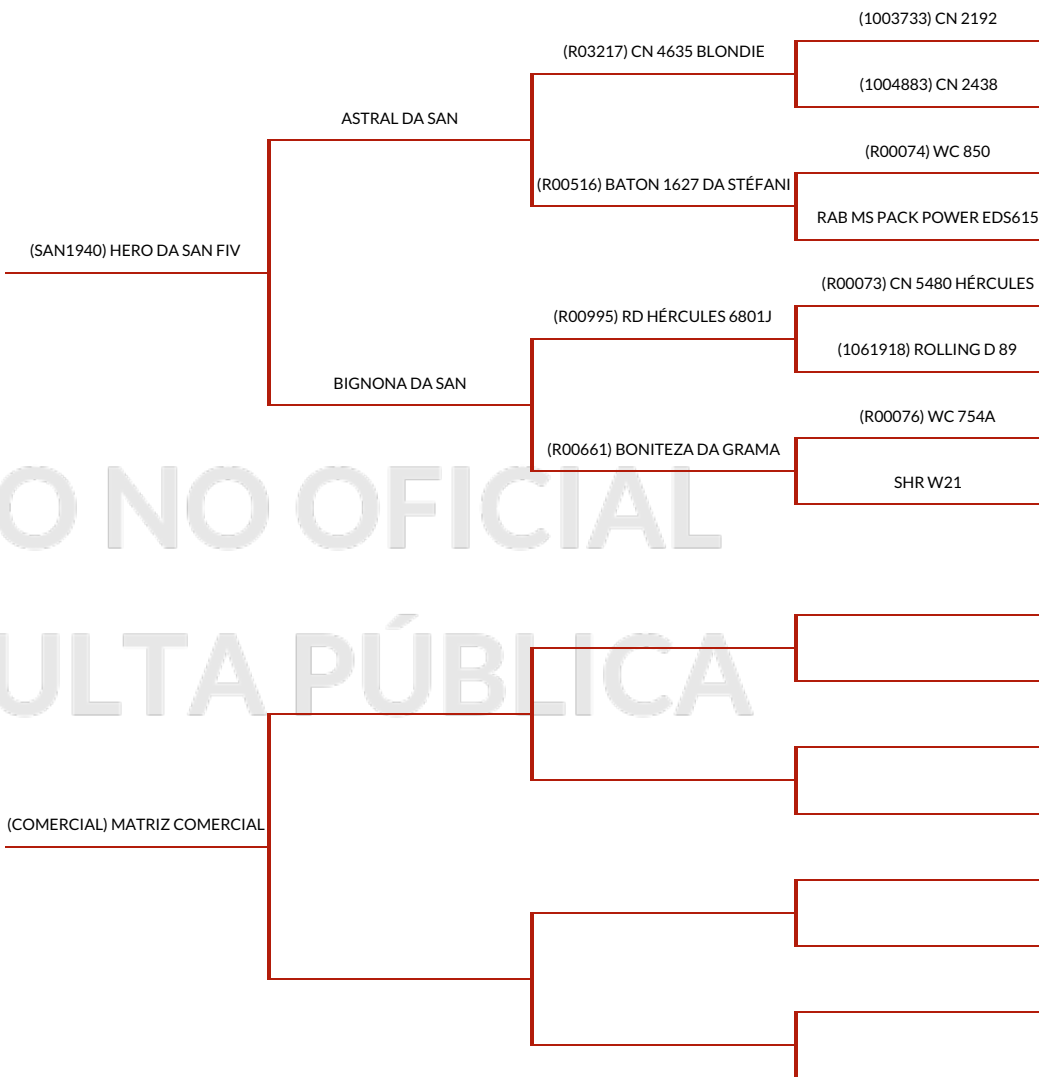 (1003733) CN 2192
(R03217) CN 4635 BLONDIE
(1004883) CN 2438
ASTRAL DA SAN
(R00074) WC 850
(R00516) BATON 1627 DA STÉFANI
RAB MS PACK POWER EDS615
(SAN1940) HERO DA SAN FIV
(R00073) CN 5480 HÉRCULES
(R00995) RD HÉRCULES 6801J
(1061918) ROLLING D 89
BIGNONA DA SAN
(R00076) WC 754A
(R00661) BONITEZA DA GRAMA
SHR W21
O NO OFICIAL
ULTA PÚBLICA
(COMERCIAL) MATRIZ COMERCIAL